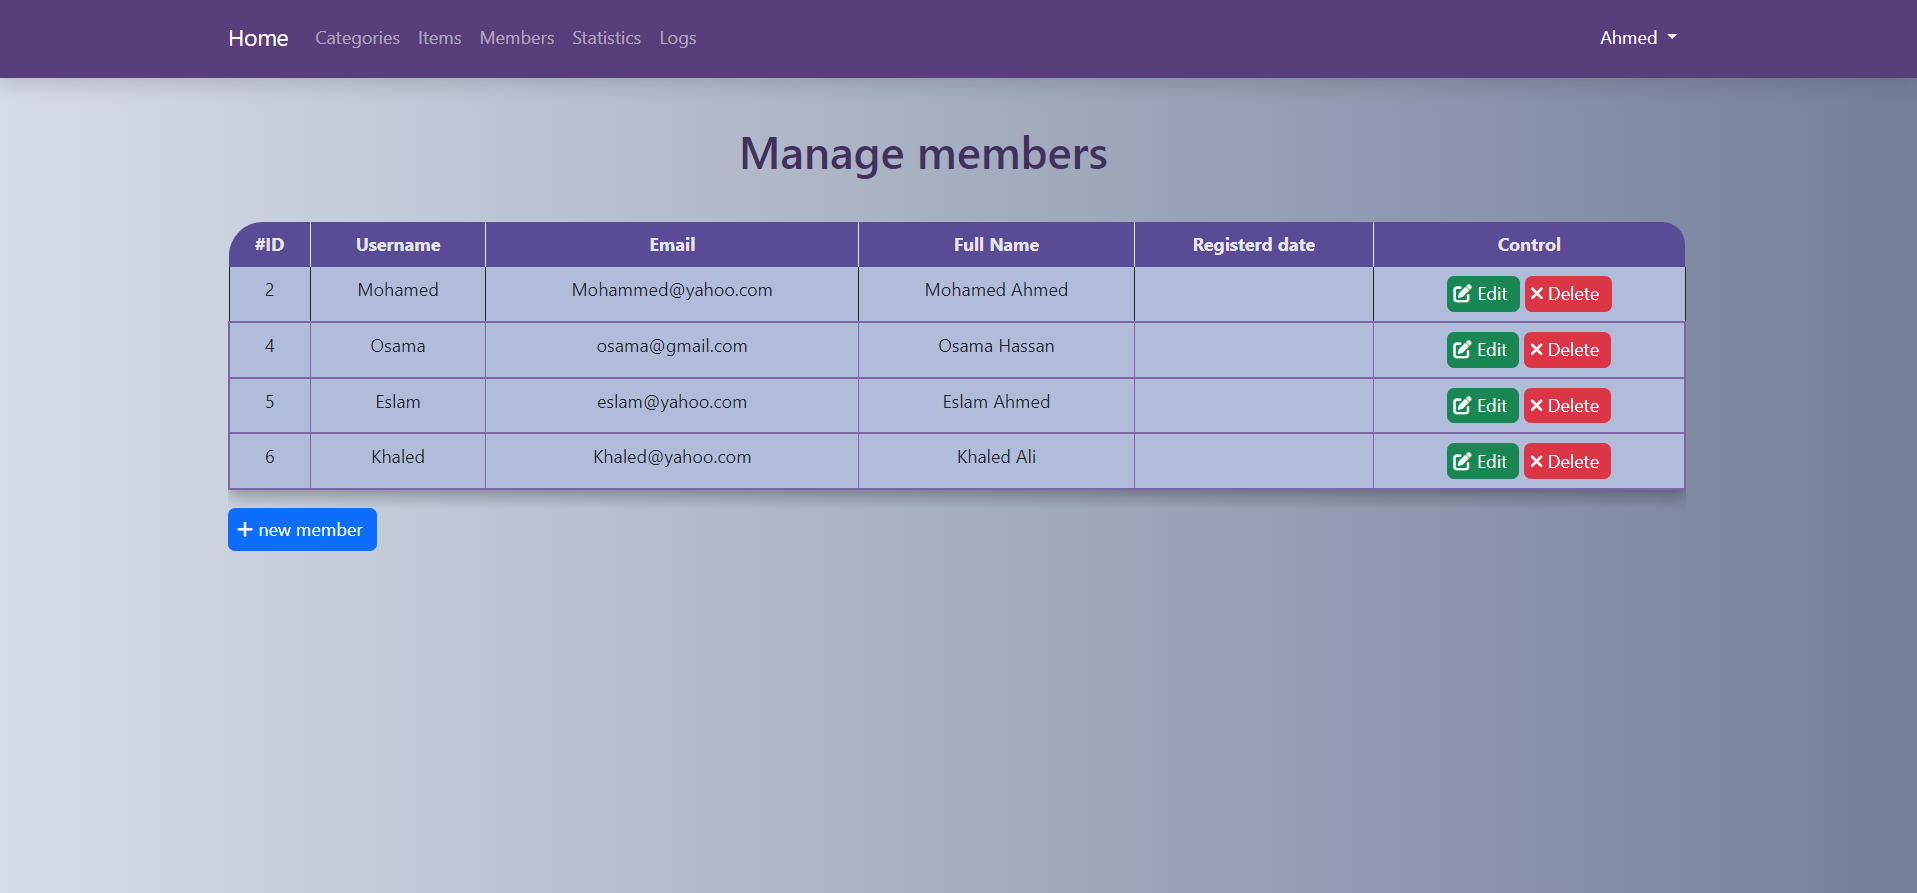 Home Categories Items Members Statistics Logs Ahmed
Manage members
#ID Username Email Full Name Registerd date Control
2 Mohamed Mohammed@yahoo.com Mohamed Ahmed Edit Delete
4 Osama osama@gmail.com Osama Hassan Edit Delete
5 Eslam eslam@yahoo.com Eslam Ahmed Edit Delete
6 Khaled Khaled@yahoo.com Khaled Ali Edit Delete
new member